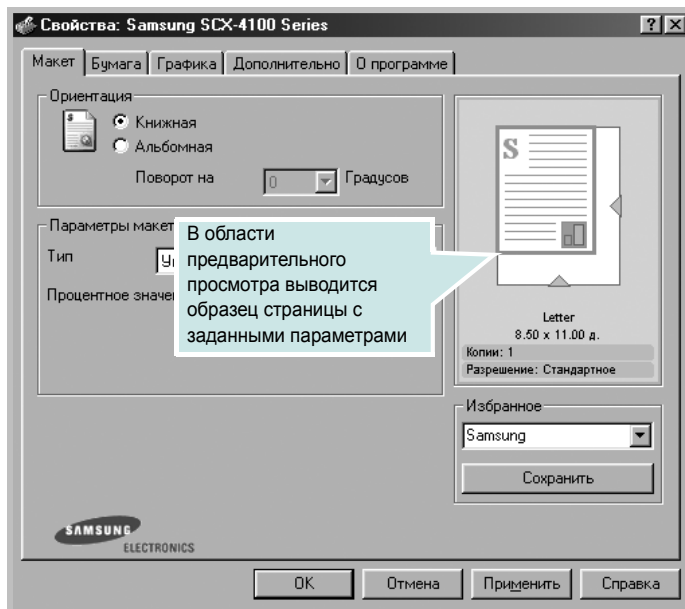 Свойства: Samsung SCX-4100 Series
Макет Бумага Графика Дополнительно О программе
Ориентация
Книжная
Альбомная
Поворот на 0 Градусов
Параметры макет
Тип
Процентное значе
В области
предварительного
просмотра выводится
образец страницы с
заданными параметрами
S
Letter
8.50 x 11.00 д.
Копии: 1
Разрешение: Стандартное
Избранное
Samsung
Сохранить
SAMSUNG
ELECTRONICS
OK Отмена Применить Справка